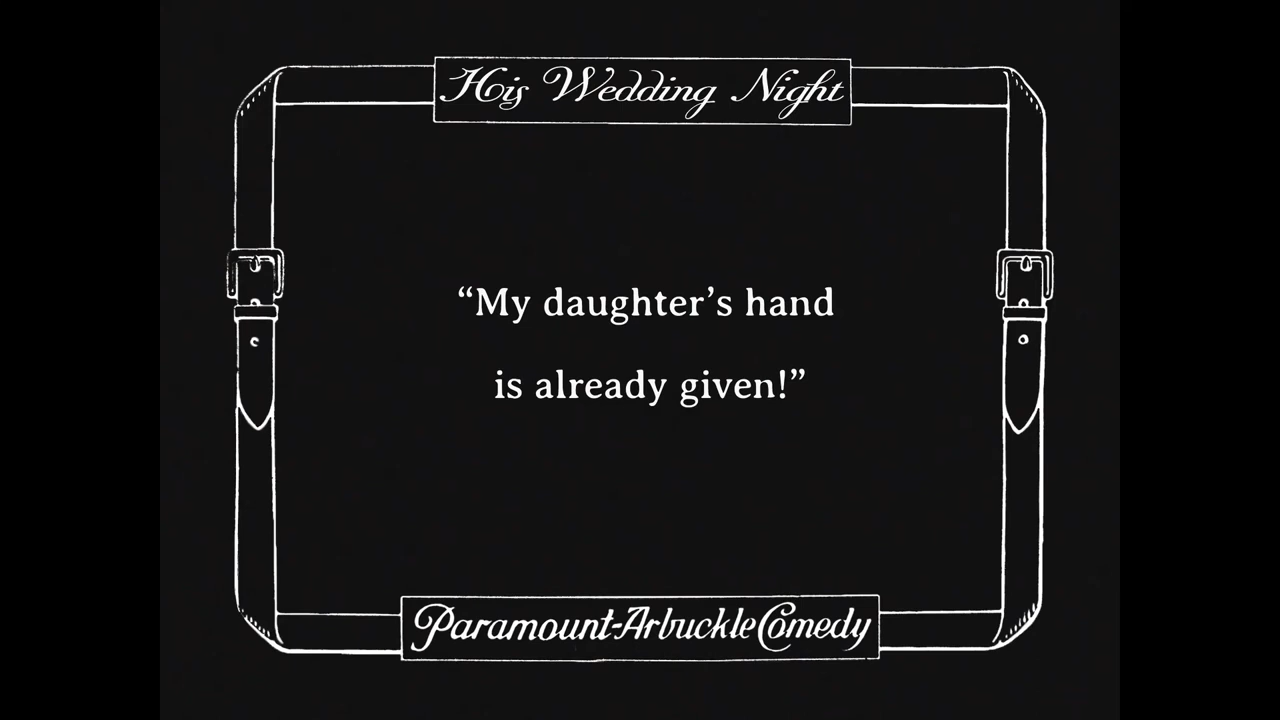 His Wedding Night
“My daughter’s hand
is already given!”
Paramount-Arbuckle Comedy